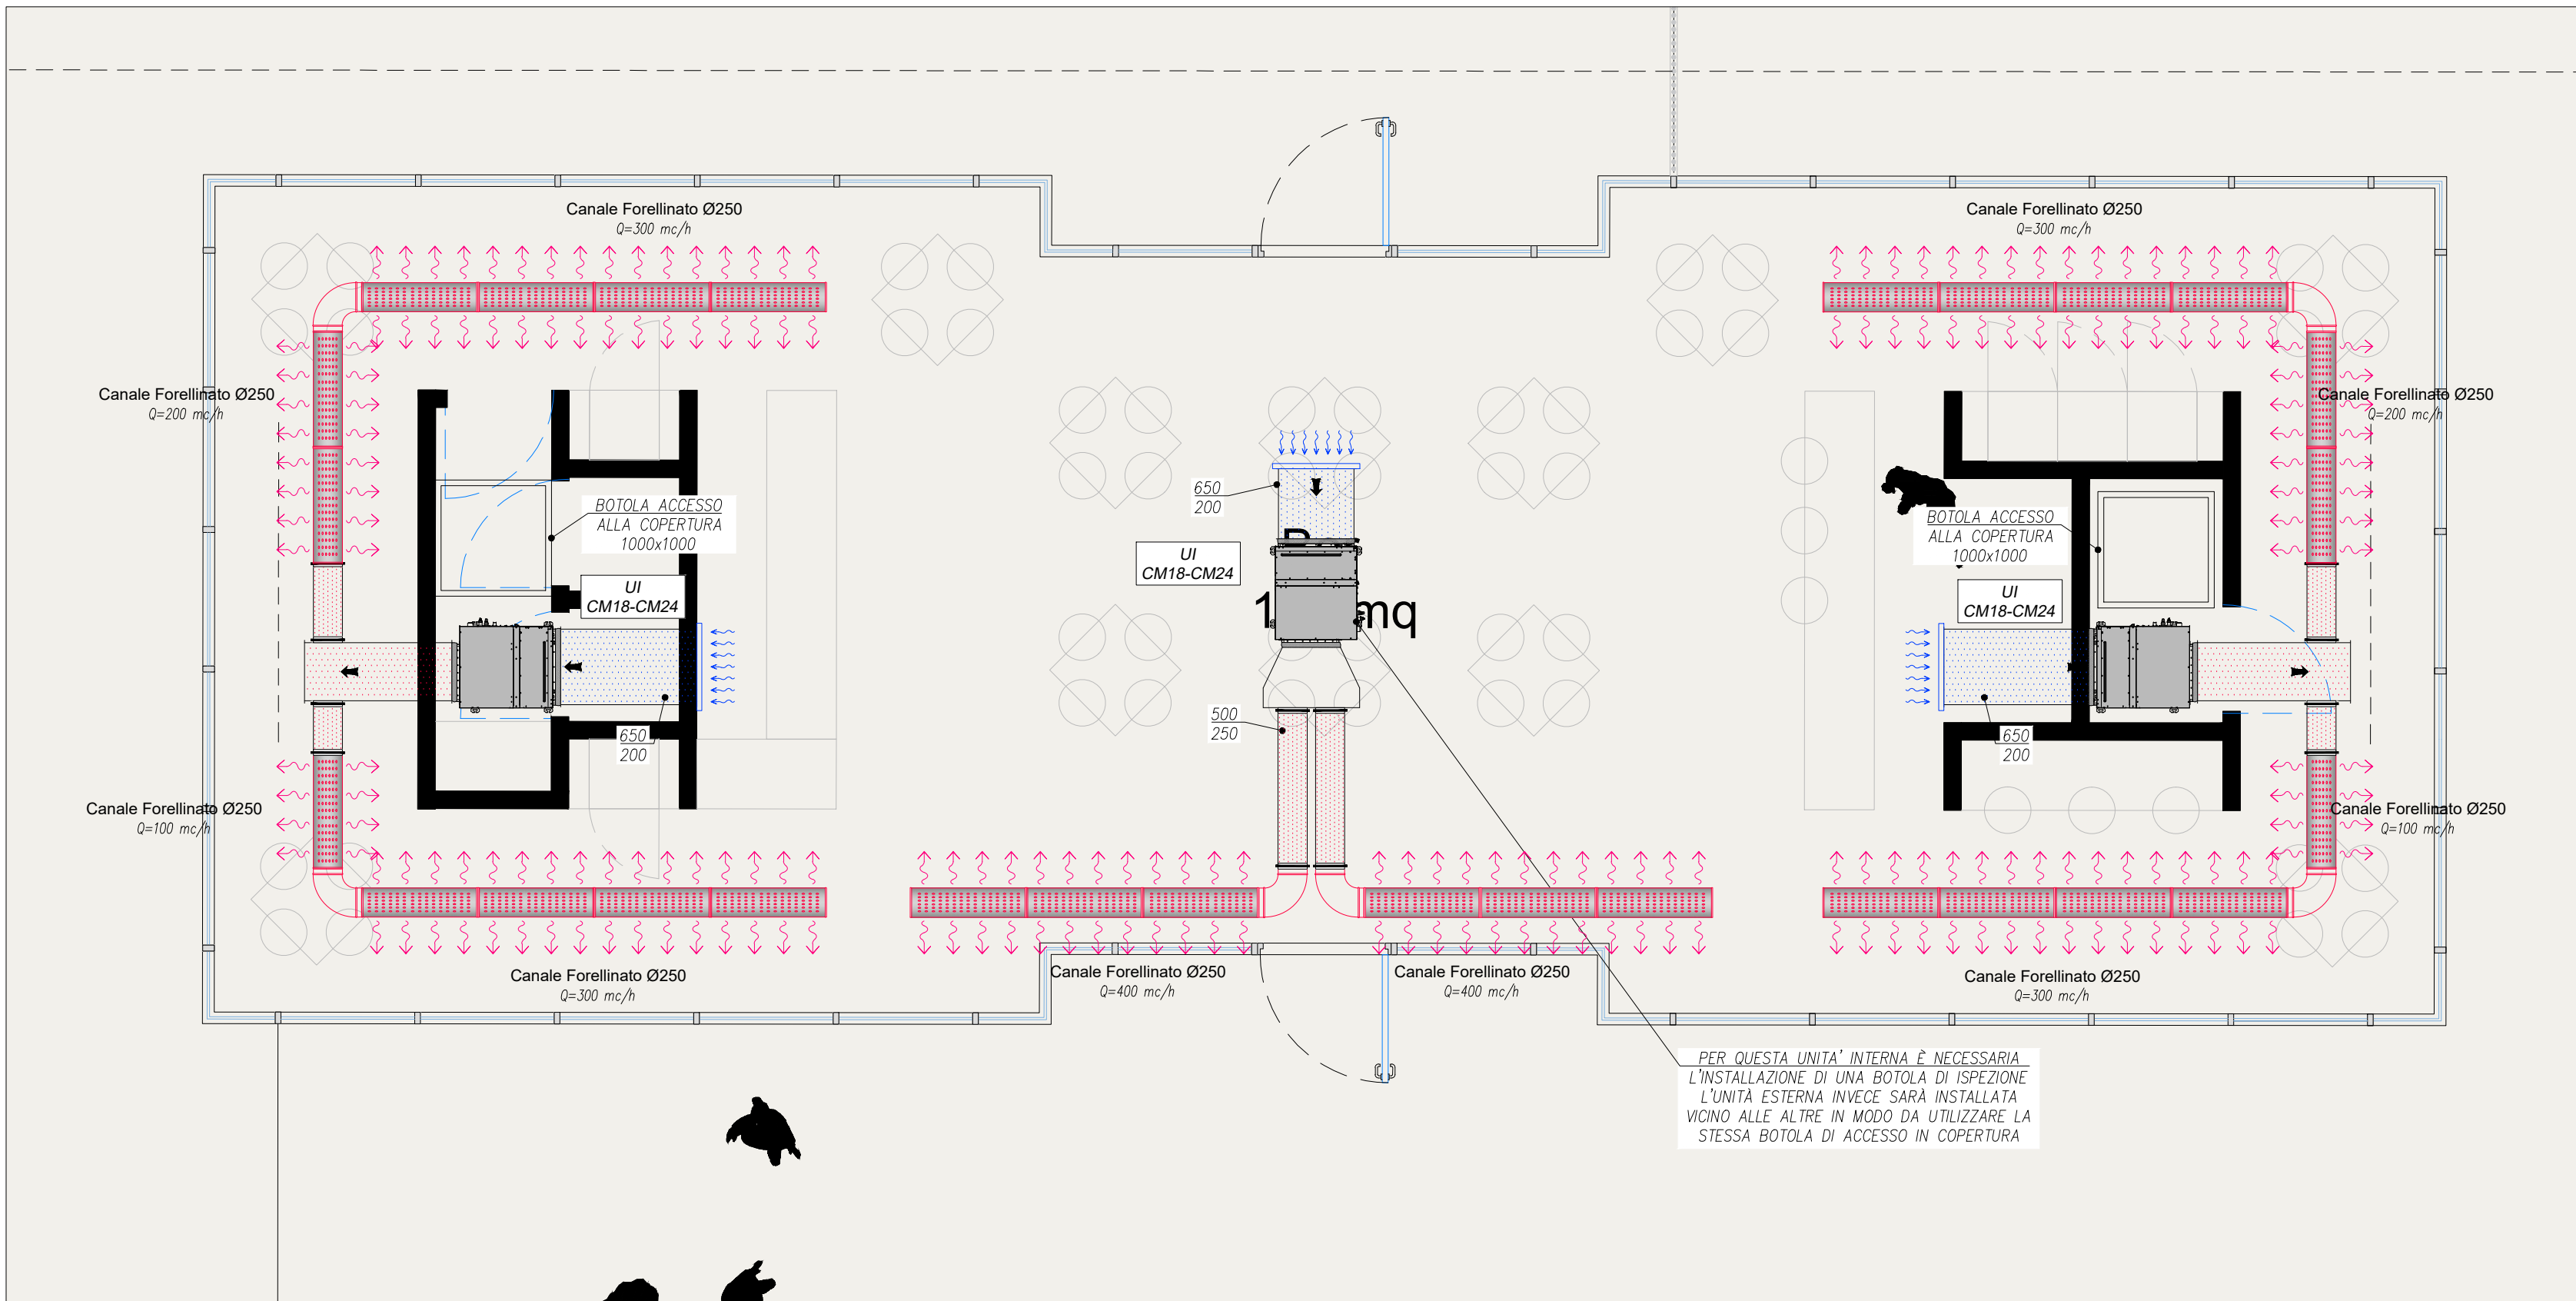 Canale Forellinato Ø250
Q=300 mc/h
Canale Forellinato Ø250
Q=300 mc/h
Canale Forellinato Ø250
Q=200 mc/h
Canale Forellinato Ø250
Q=200 mc/h
BOTOLA ACCESSO
ALLA COPERTURA
1000x1000
650
200
BOTOLA ACCESSO
ALLA COPERTURA
1000x1000
UI
CM18-CM24
UI
CM18-CM24
UI
CM18-CM24
mq
650
200
500
250
650
200
Canale Forellinato Ø250
Q=100 mc/h
Canale Forellinato Ø250
Q=100 mc/h
Canale Forellinato Ø250
Q=300 mc/h
Canale Forellinato Ø250
Q=400 mc/h
Canale Forellinato Ø250
Q=400 mc/h
Canale Forellinato Ø250
Q=300 mc/h
PER QUESTA UNITA' INTERNA È NECESSARIA
L'INSTALLAZIONE DI UNA BOTOLA DI ISPEZIONE
L'UNITÀ ESTERNA INVECE SARÀ INSTALLATA
VICINO ALLE ALTRE IN MODO DA UTILIZZARE LA
STESSA BOTOLA DI ACCESSO IN COPERTURA